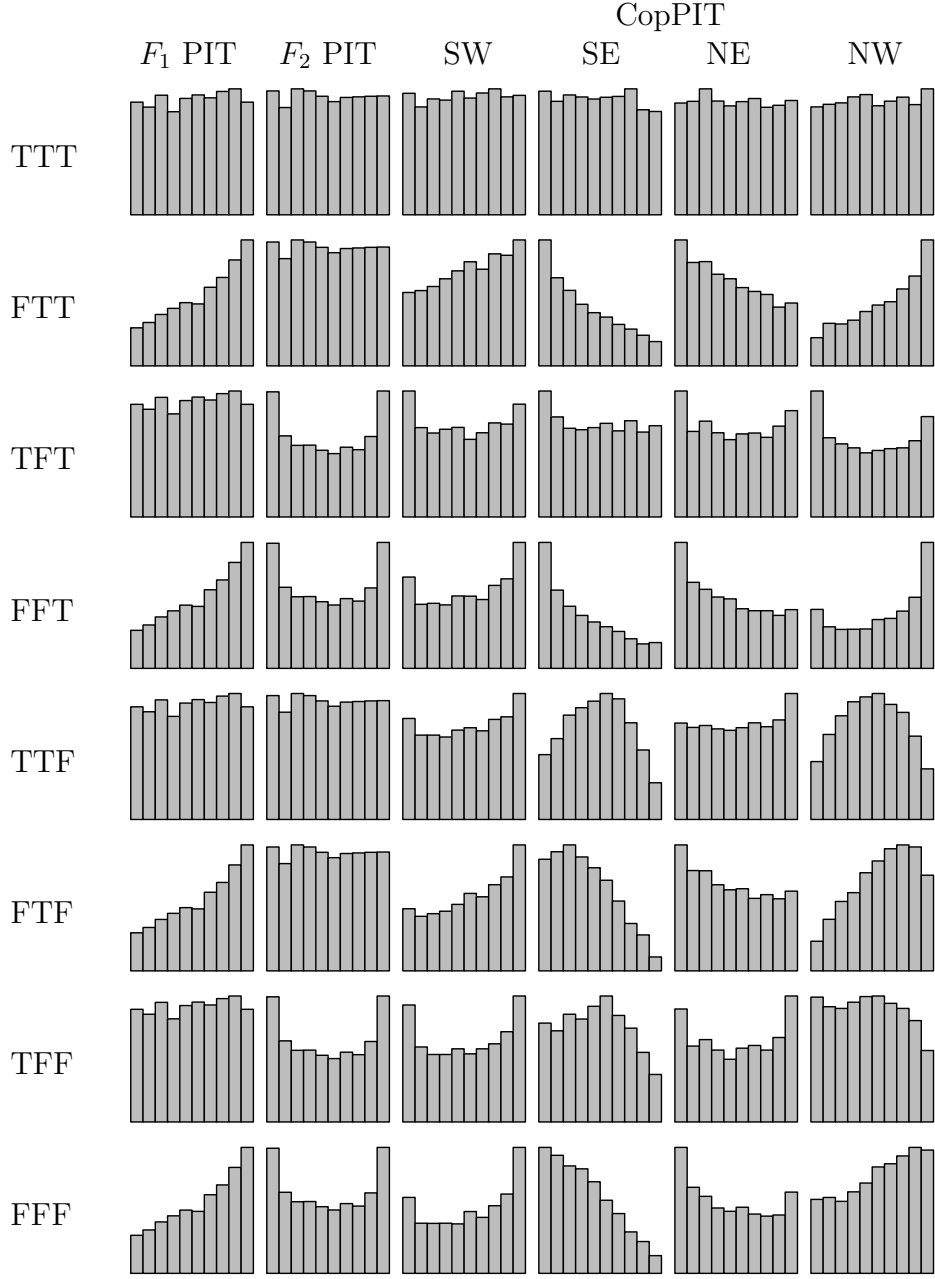 CopPIT
F₁ PIT F₂ PIT SW SE NE NW
TTT
FTT
TFT
FFT
TTF
FTF
TFF
FFF